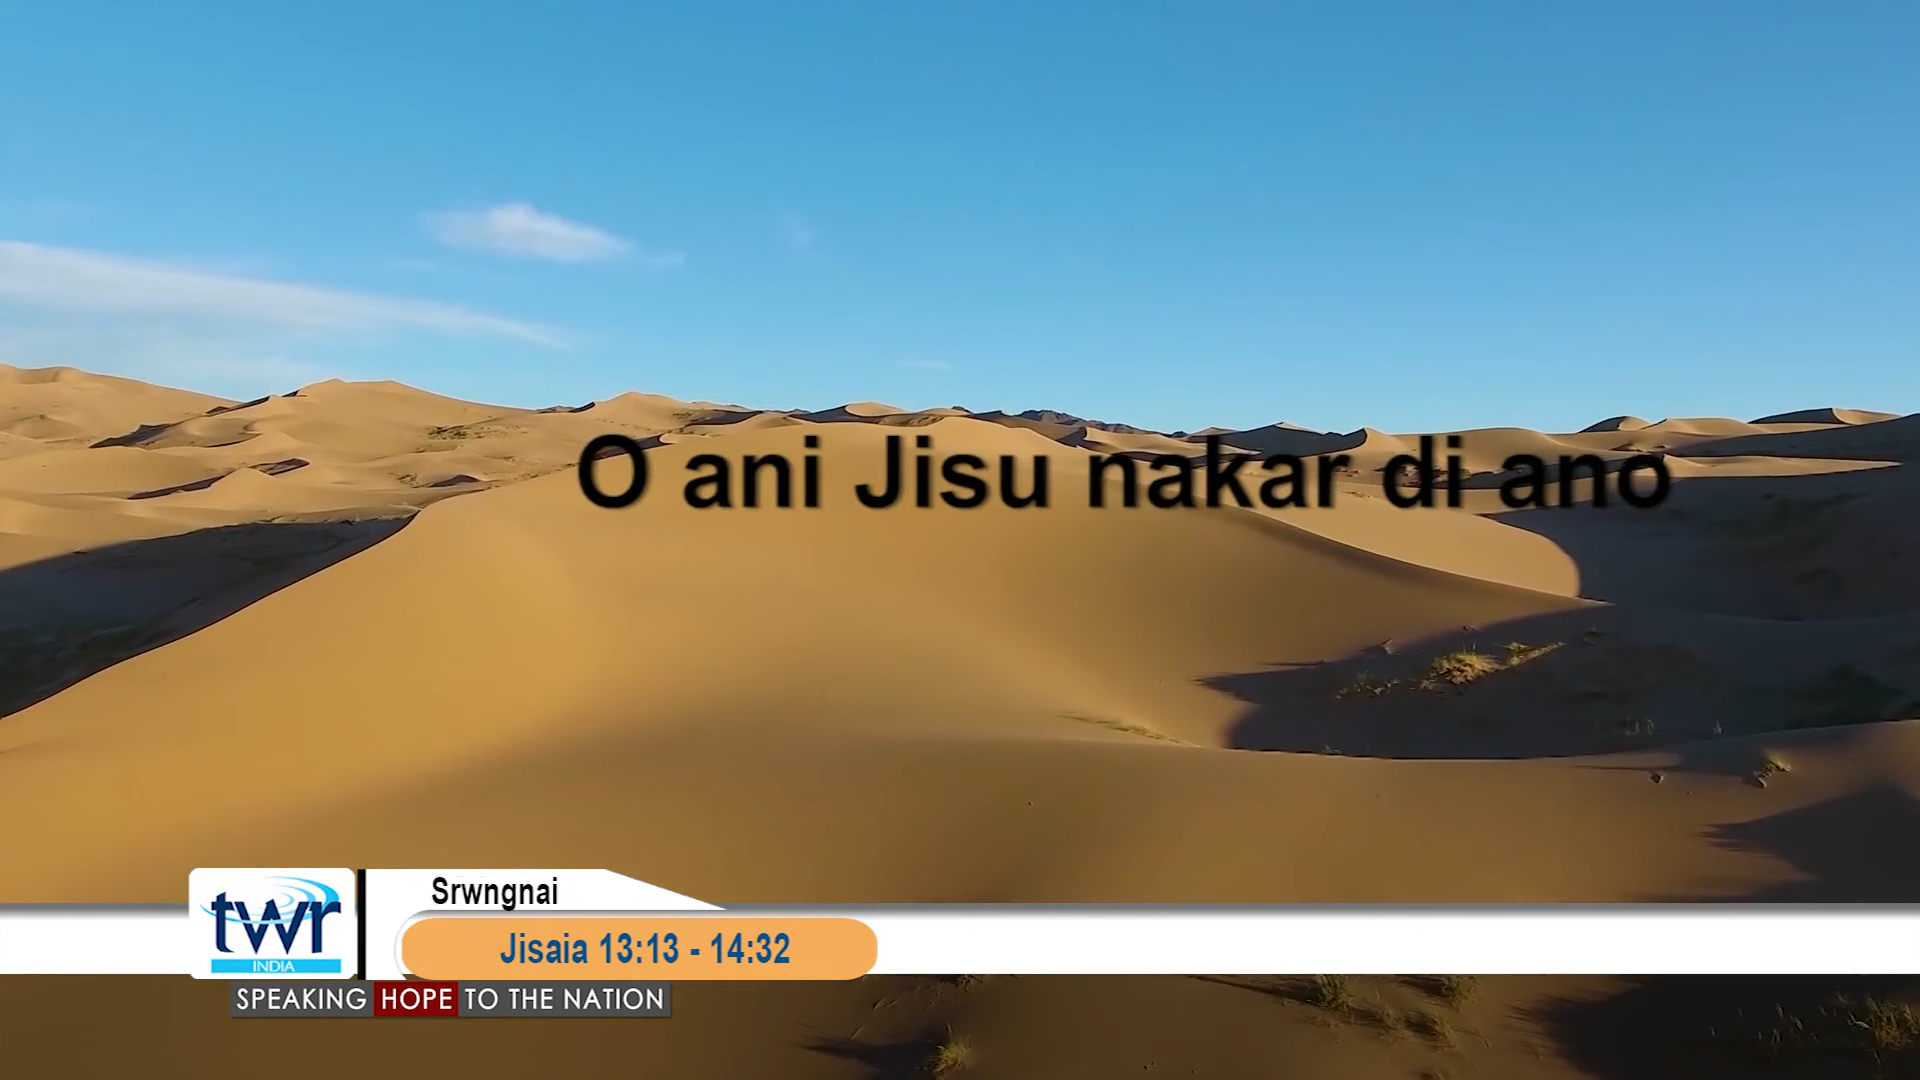 O ani Jisu nakar di ano
Srwngnai
Jisaia 13:13 - 14:32
twr
INDIA
SPEAKING HOPE TO THE NATION